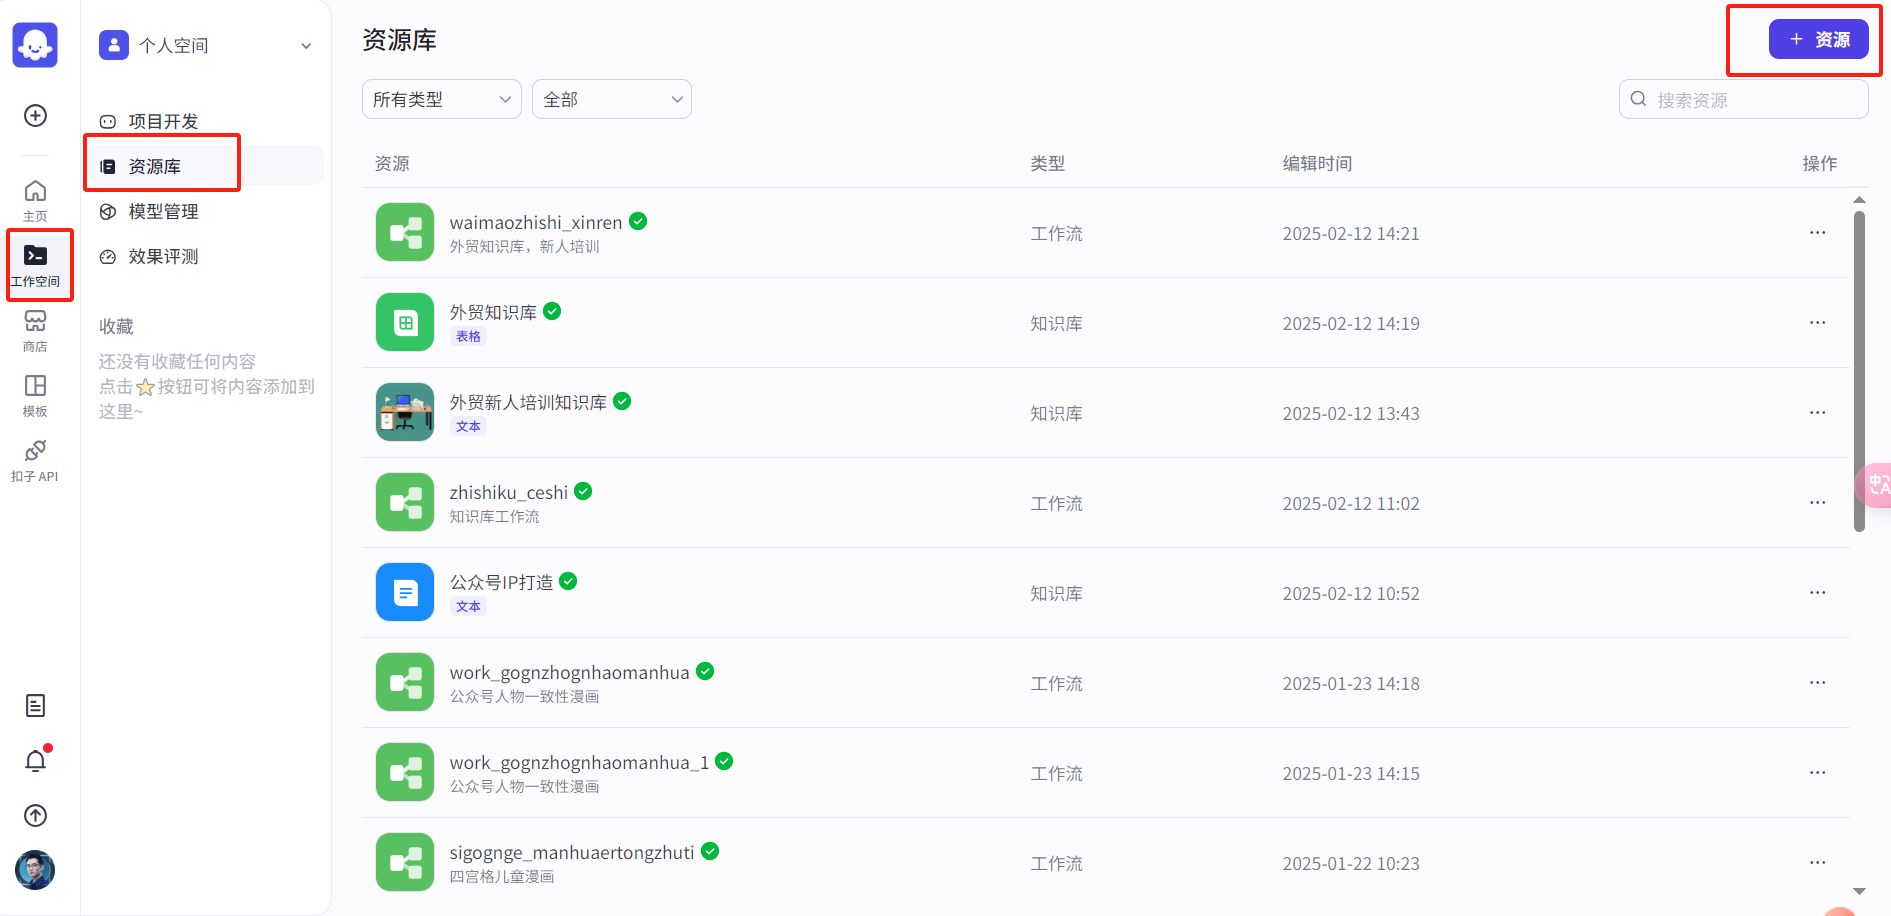 主页
工作空间
商店
模板
扣子 API
个人空间
项目开发
资源库
模型管理
效果评测
收藏
还没有收藏任何内容
点击⭐按钮可将内容添加到
这里~
资源库
+ 资源
所有类型
全部
搜索资源
资源 类型 编辑时间 操作
waimaozhishi_xinren
外贸知识库，新人培训
工作流 2025-02-12 14:21 ...
外贸知识库
表格
知识库 2025-02-12 14:19 ...
外贸新人培训知识库
文本
知识库 2025-02-12 13:43 ...
zhishiku_ceshi
知识库工作流
工作流 2025-02-12 11:02 ...
公众号IP打造
文本
知识库 2025-02-12 10:52 ...
work_gognzhognhaomanhua
公众号人物一致性漫画
工作流 2025-01-23 14:18 ...
work_gognzhognhaomanhua_1
公众号人物一致性漫画
工作流 2025-01-23 14:15 ...
sigognge_manhuaertongzhuti
四宫格儿童漫画
工作流 2025-01-22 10:23 ...
中
A